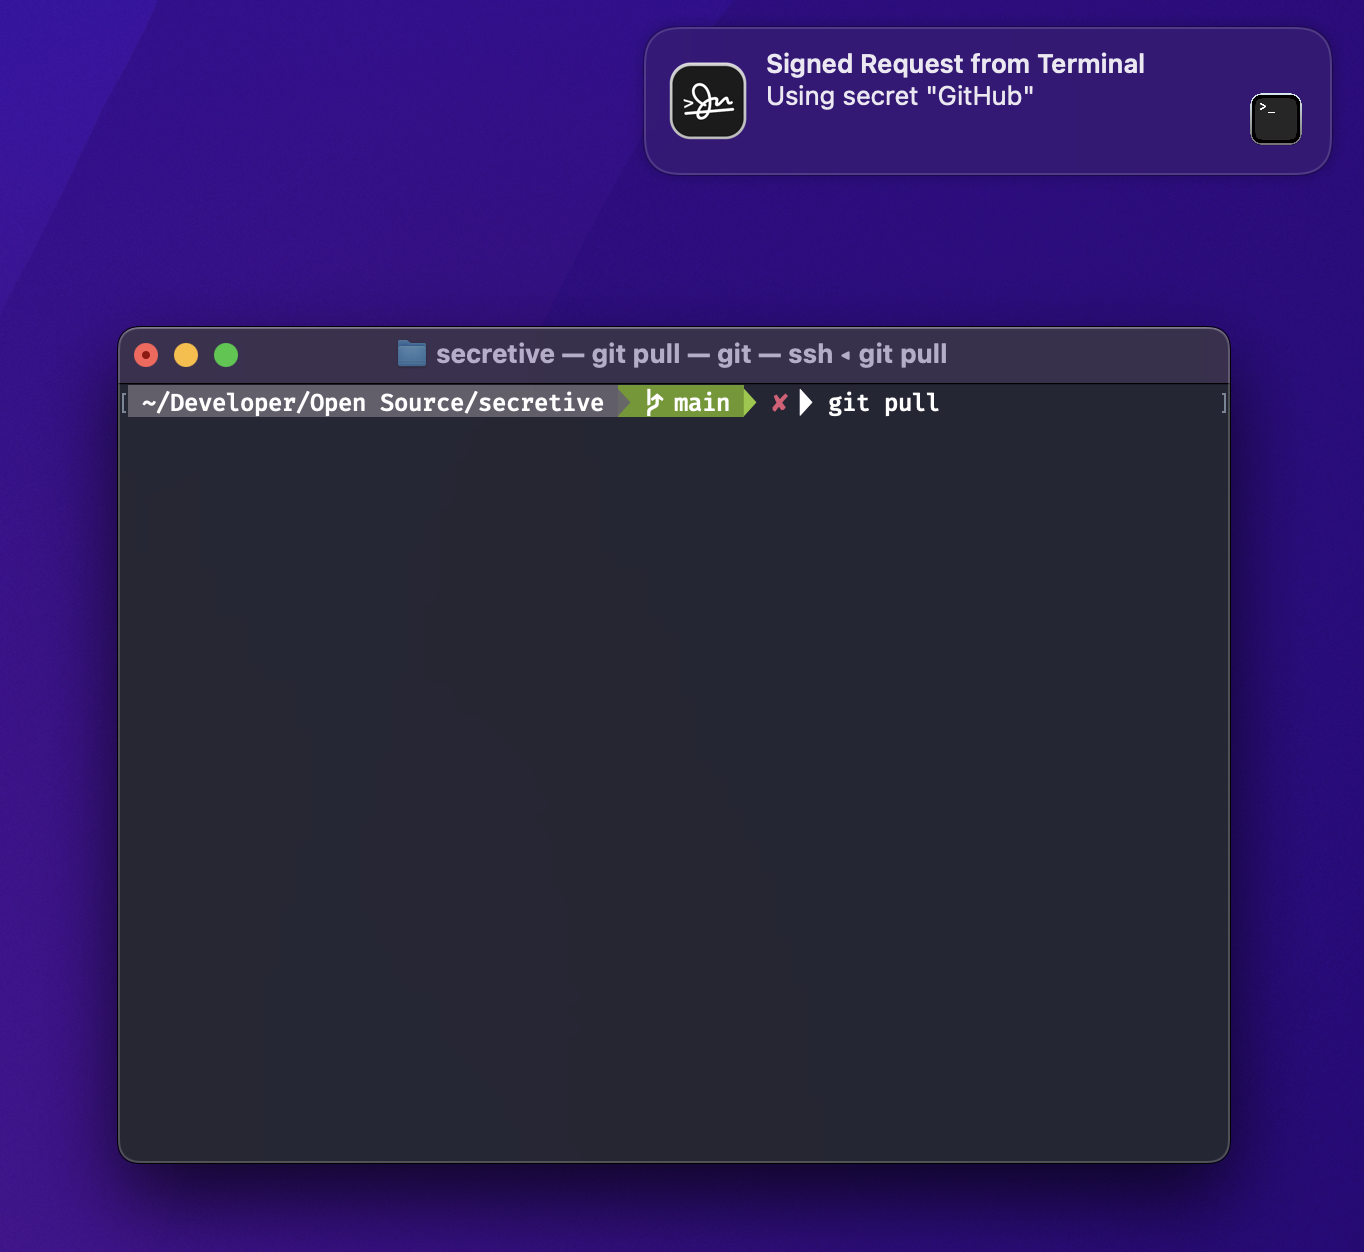 Signed Request from Terminal
Using secret "GitHub"
>_
secretive — git pull — git — ssh ◂ git pull
[ ~/Developer/Open Source/secretive main ✘ git pull ]